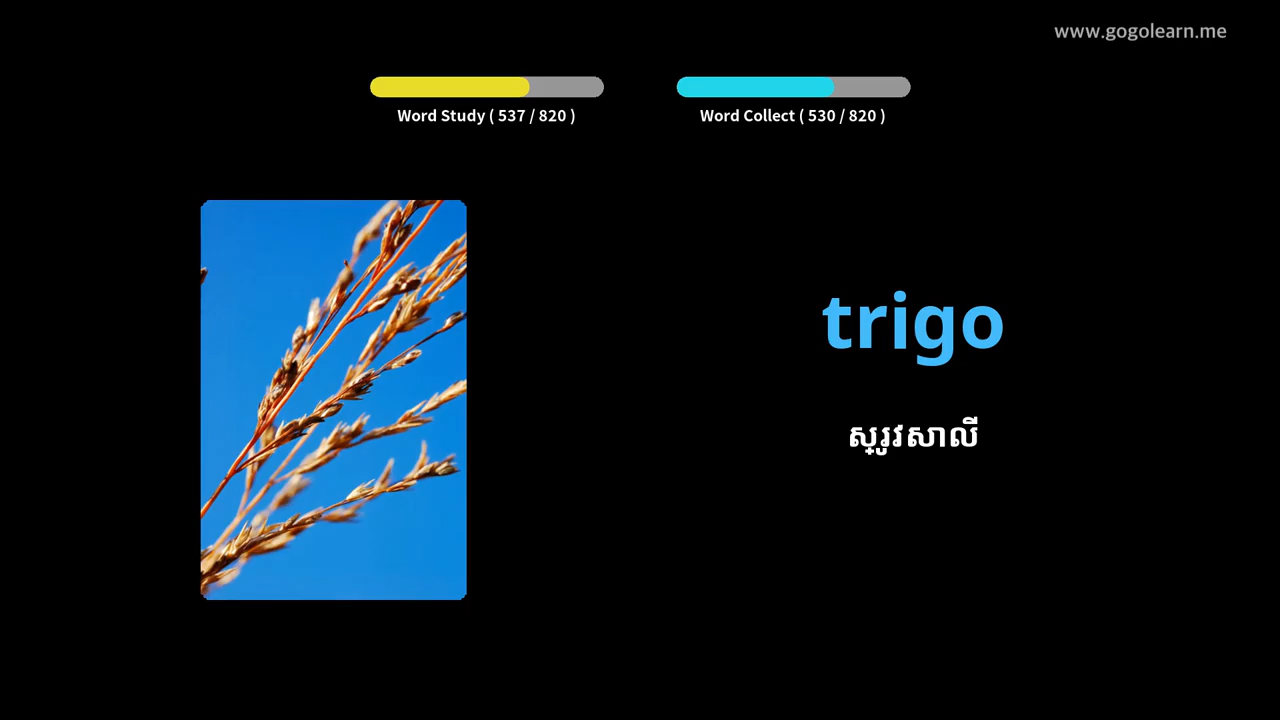 www.gogolearn.me
Word Study ( 537 / 820 )
Word Collect ( 530 / 820 )
trigo
ស្រូវសាលី